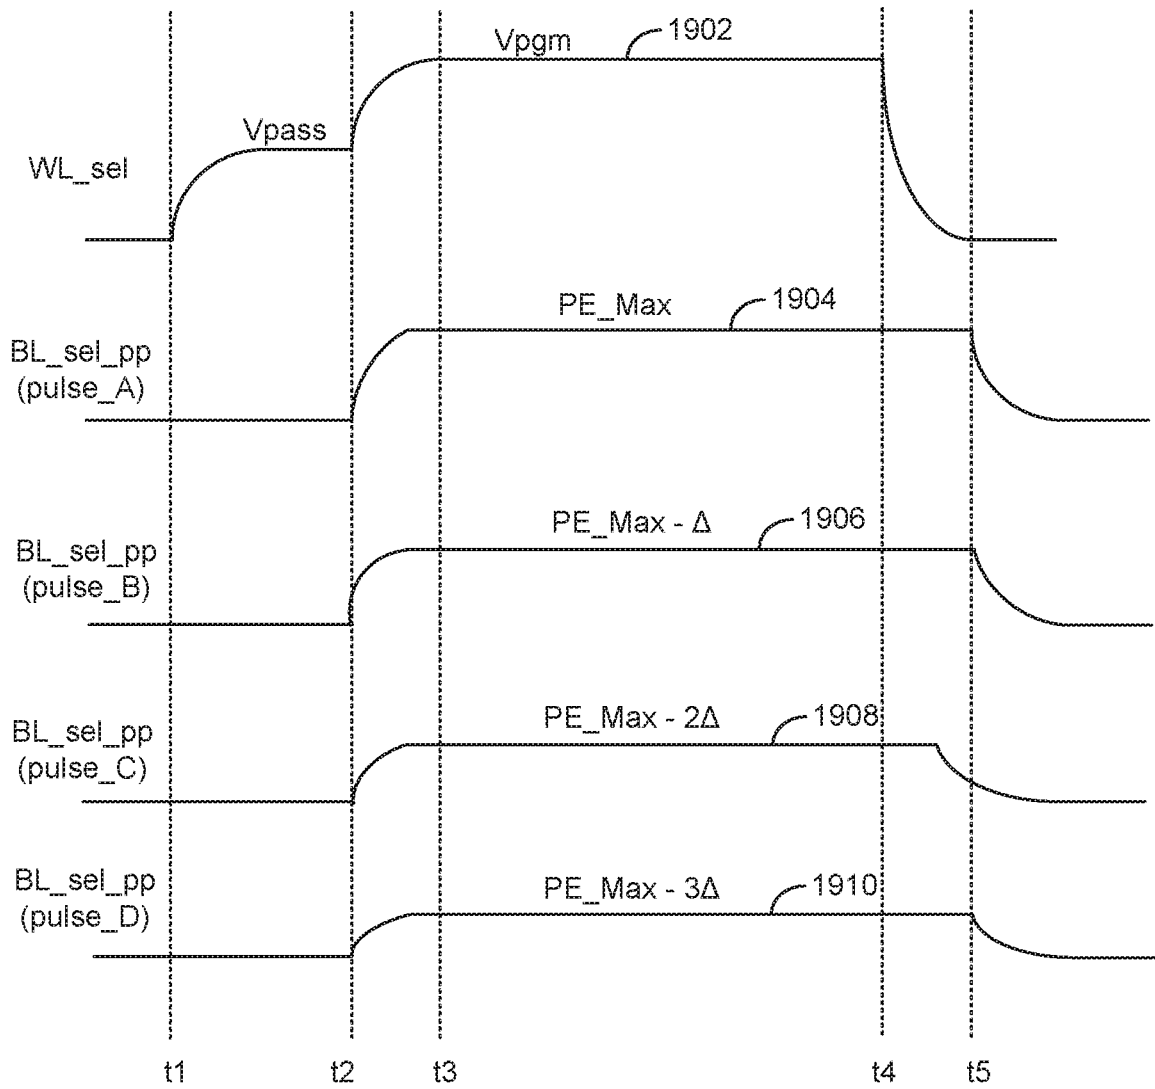 Vpgm
1902
Vpass
WL_sel
PE_Max
1904
BL_sel_pp
(pulse_A)
PE_Max - Δ
1906
BL_sel_pp
(pulse_B)
PE_Max - 2Δ
1908
BL_sel_pp
(pulse_C)
PE_Max - 3Δ
1910
BL_sel_pp
(pulse_D)
t1
t2
t3
t4
t5